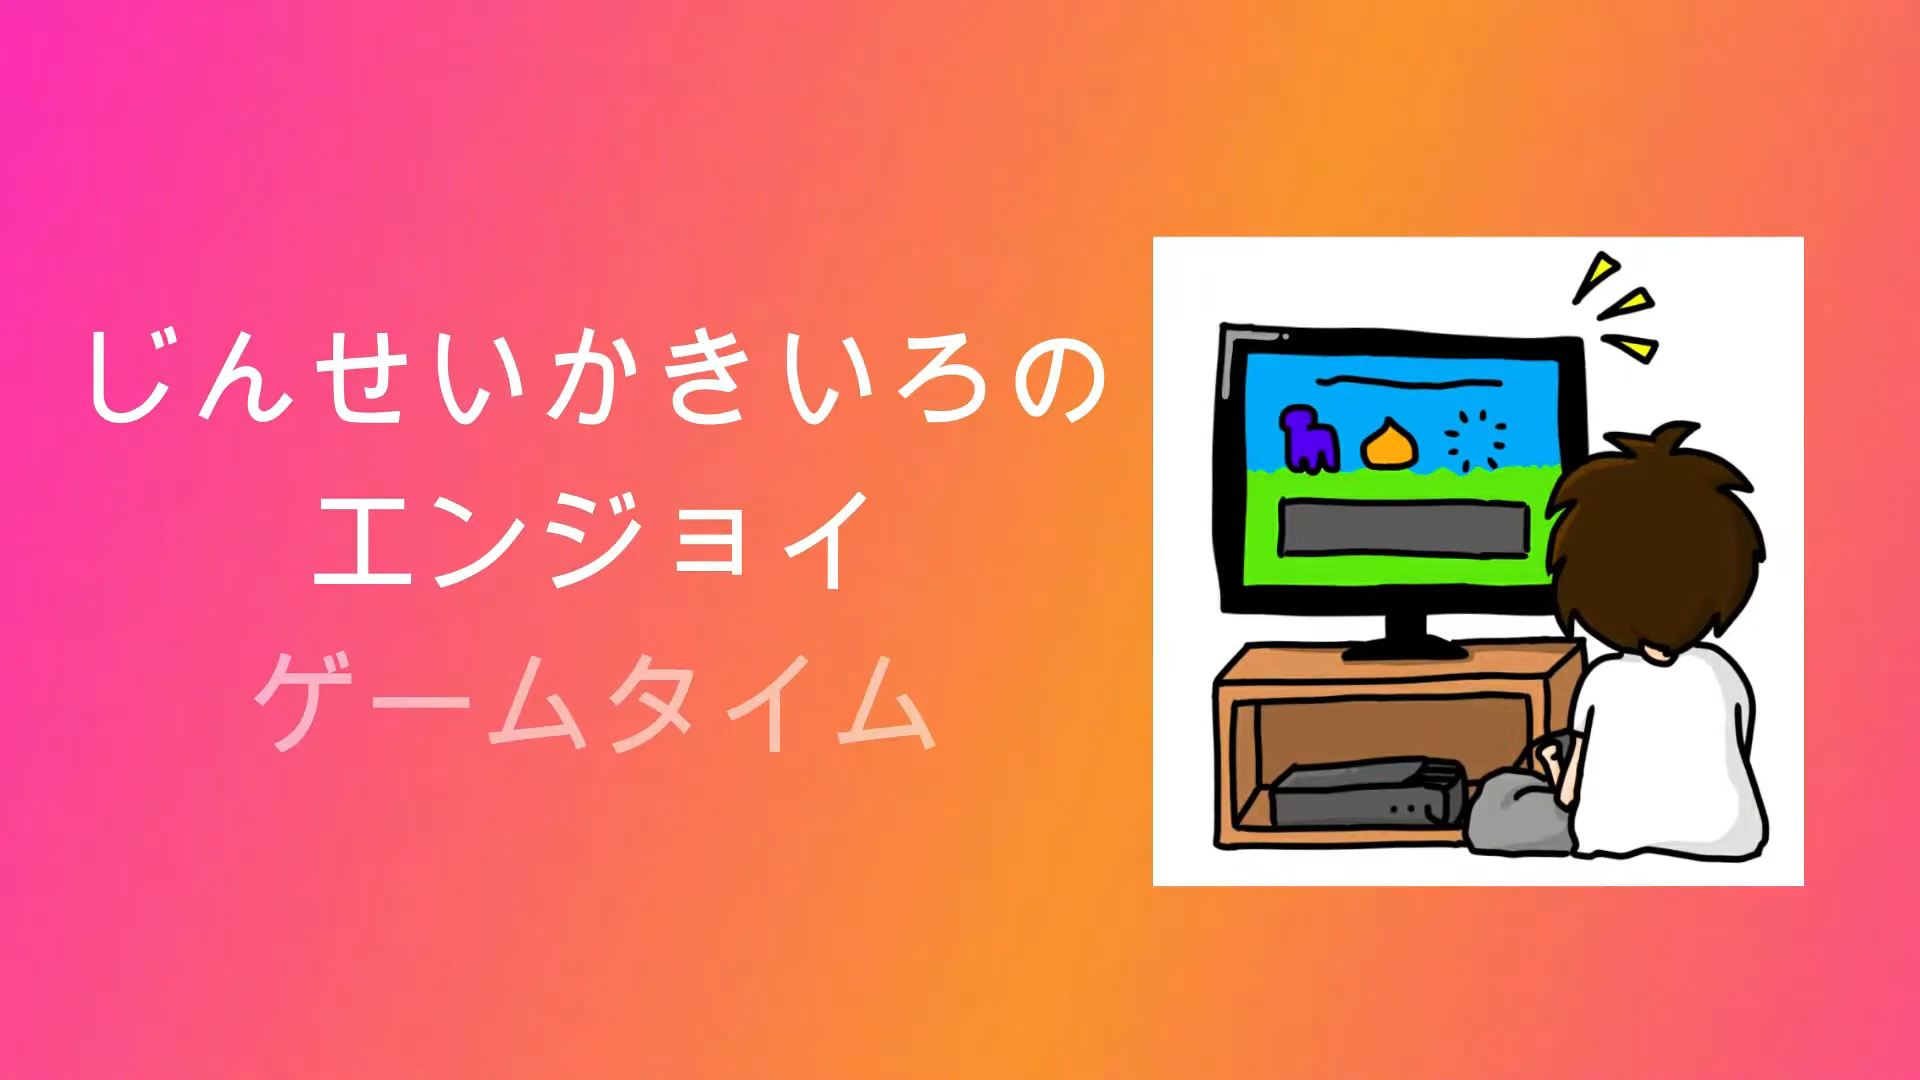 じんせいかきいろの
エンジョイ
ゲームタイム